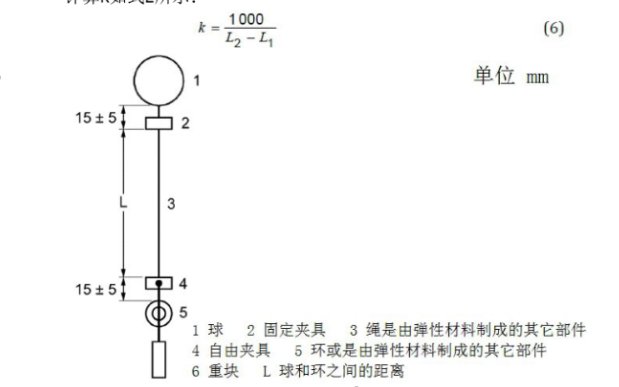 k = 1000 / (L₂ − L₁) (6)
单位 mm
1
15 ± 5
2
L
3
15 ± 5
4
5
1 球 2 固定夹具 3 绳是由弹性材料制成的其它部件
4 自由夹具 5 环或是由弹性材料制成的其它部件
6 重块 L 球和环之间的距离